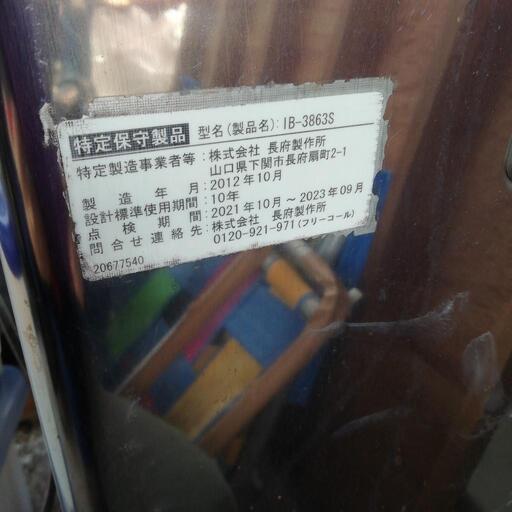 特定保守製品 型名(製品名):IB-3863S
特定製造事業者等:株式会社 長府製作所
山口県下関市長府扇町2-1
製造年月:2012年10月
設計標準使用期間:10年
点検期間:2021年10月～2023年09月
問合せ連絡先:株式会社 長府製作所
0120-921-971(フリーコール)
20677540